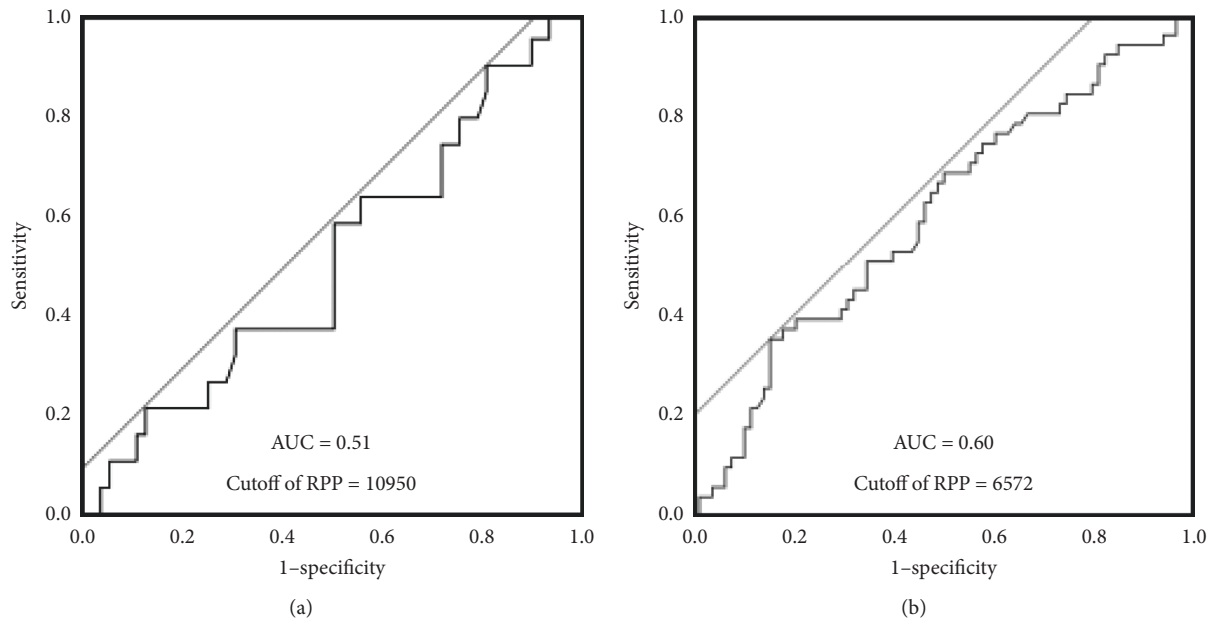 1.0
0.8
0.6
0.4
0.2
0.0
Sensitivity
AUC = 0.51
Cutoff of RPP = 10950
0.0 0.2 0.4 0.6 0.8 1.0
1–specificity
(a)
1.0
0.8
0.6
0.4
0.2
0.0
Sensitivity
AUC = 0.60
Cutoff of RPP = 6572
0.0 0.2 0.4 0.6 0.8 1.0
1–specificity
(b)